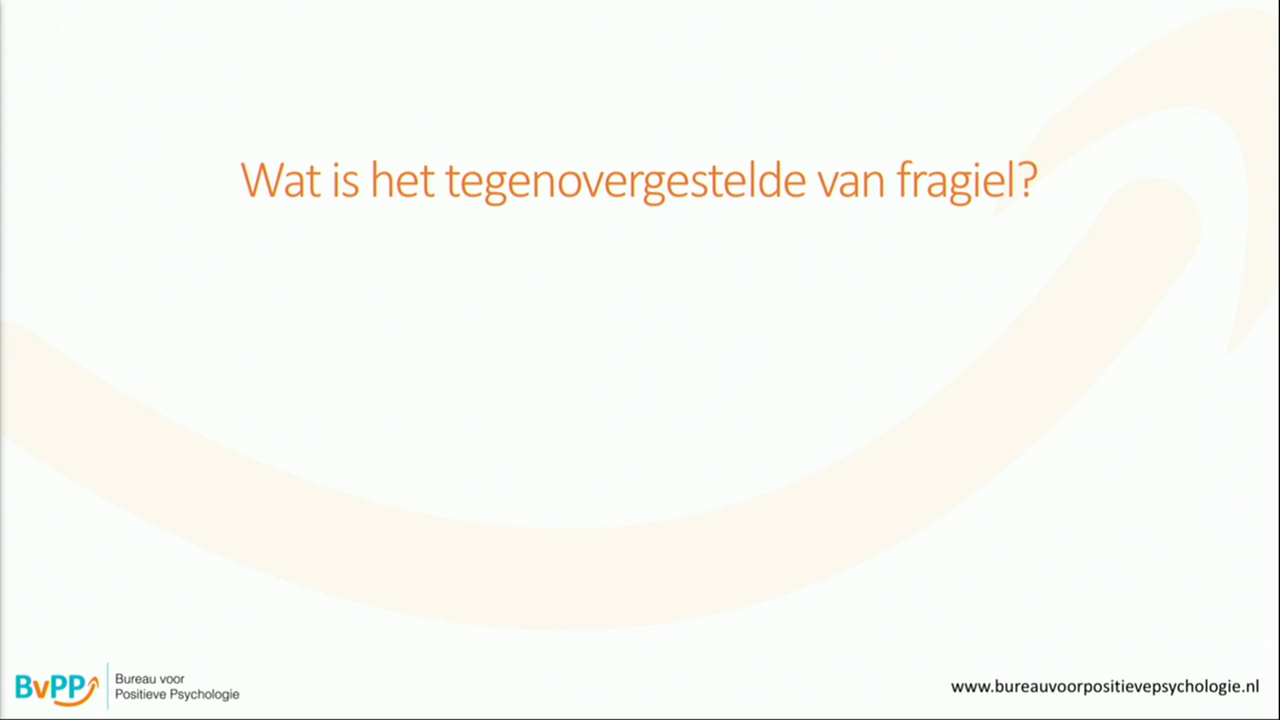 Wat is het tegenovergestelde van fragiel?
BvPP
Bureau voor
Positieve Psychologie
www.bureauvoorpositievepsychologie.nl